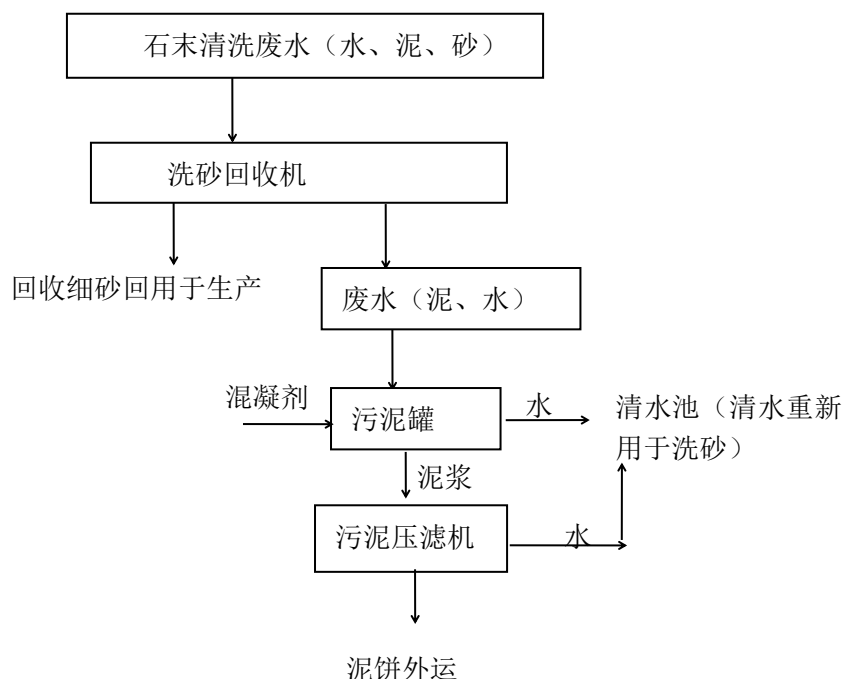 石末清洗废水（水、泥、砂）
洗砂回收机
回收细砂回用于生产
废水（泥、水）
混凝剂
污泥罐
水
清水池（清水重新
用于洗砂）
泥浆
污泥压滤机
水
泥饼外运